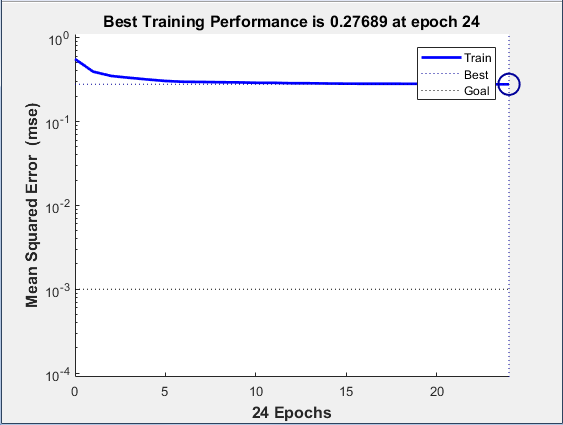 Best Training Performance is 0.27689 at epoch 24
Mean Squared Error (mse)
10^0
10^-1
10^-2
10^-3
10^-4
Train
Best
Goal
0 5 10 15 20
24 Epochs